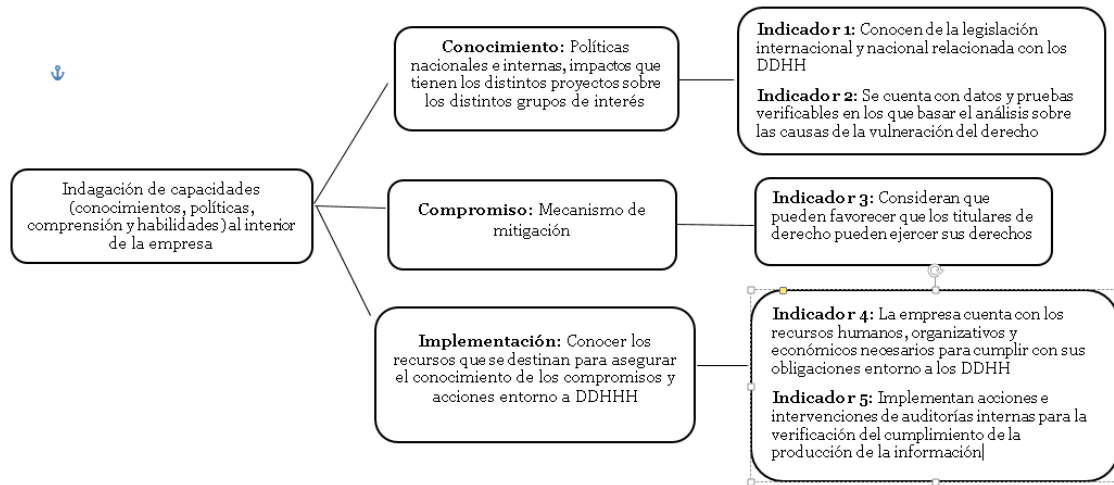 Indagación de capacidades
(conocimientos, políticas,
comprensión y habilidades) al interior
de la empresa
Conocimiento: Políticas
nacionales e internas, impactos que
tienen los distintos proyectos sobre
los distintos grupos de interés
Indicador 1: Conocen de la legislación
internacional y nacional relacionada con los
DDHH
Indicador 2: Se cuenta con datos y pruebas
verificables en los que basar el análisis sobre
las causas de la vulneración del derecho
Compromiso: Mecanismo de
mitigación
Indicador 3: Consideran que
pueden favorecer que los titulares de
derecho pueden ejercer sus derechos
Implementación: Conocer los
recursos que se destinan para asegurar
el conocimiento de los compromisos y
acciones entorno a DDHHH
Indicador 4: La empresa cuenta con los
recursos humanos, organizativos y
económicos necesarios para cumplir con sus
obligaciones entorno a los DDHH
Indicador 5: Implementan acciones e
intervenciones de auditorías internas para la
verificación del cumplimiento de la
producción de la información